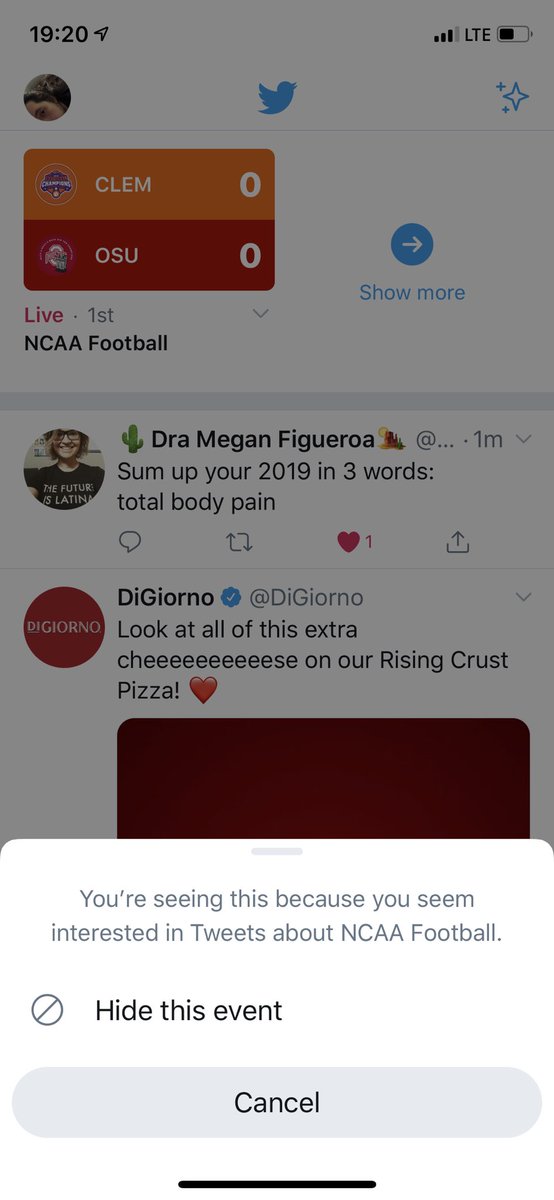 19:20 LTE
CLEM 0
OSU 0
Show more
Live · 1st
NCAA Football
🌵 Dra Megan Figueroa🏜 @... · 1m
Sum up your 2019 in 3 words:
total body pain
THE FUTUR
IS LATINA
1
DiGiorno @DiGiorno
DIGIORNO
Look at all of this extra
cheeeeeeeeeese on our Rising Crust
Pizza! ❤️
You’re seeing this because you seem
interested in Tweets about NCAA Football.
Hide this event
Cancel